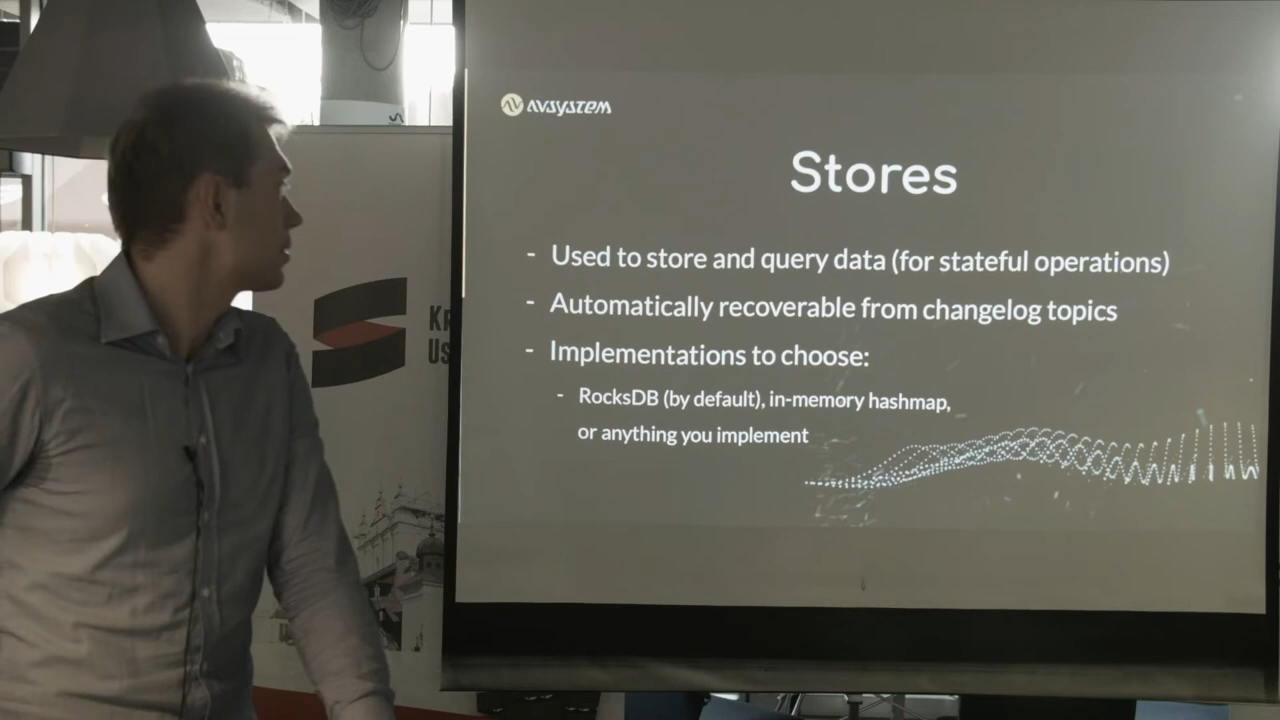 AVSYSTEM
Stores
- Used to store and query data (for stateful operations)
- Automatically recoverable from changelog topics
- Implementations to choose:
- RocksDB (by default), in-memory hashmap,
or anything you implement